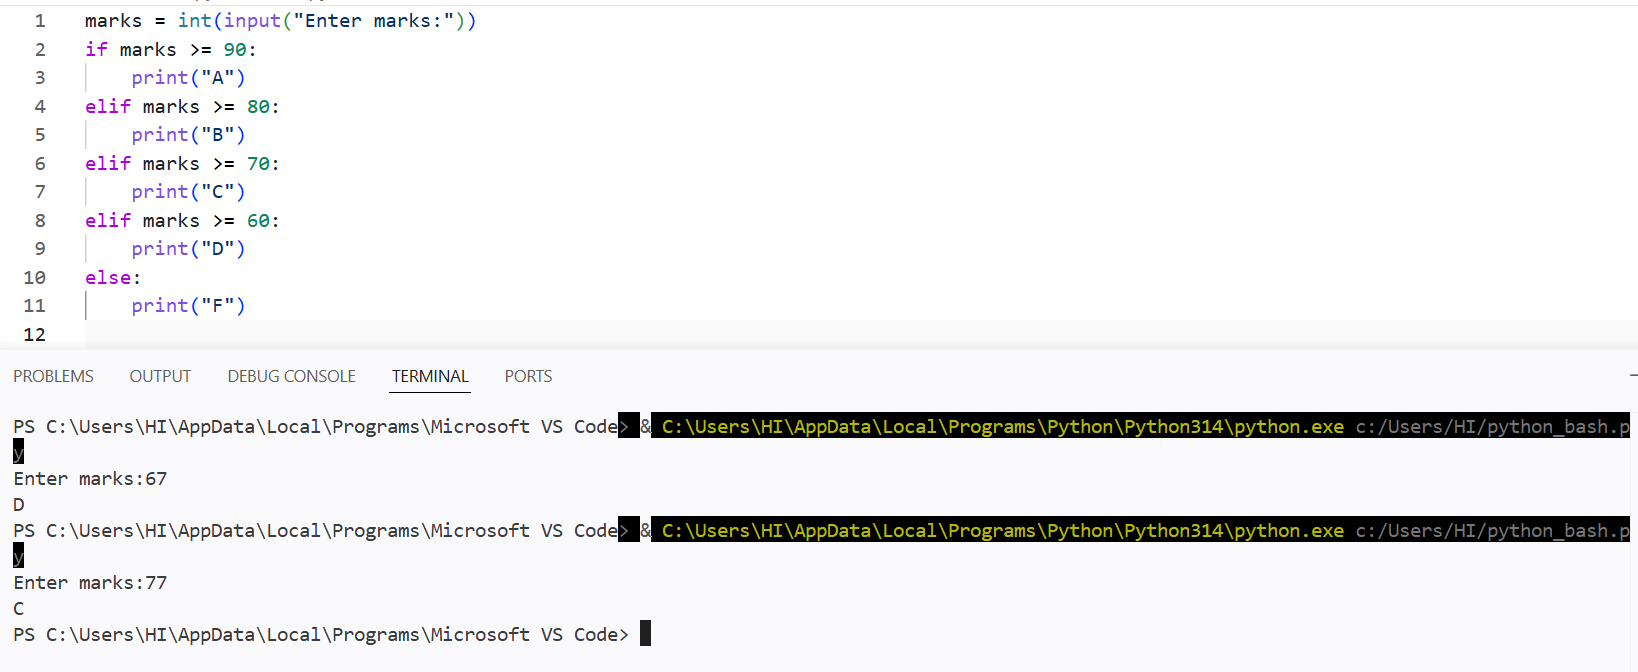 1 marks = int(input("Enter marks:"))
2 if marks >= 90:
3     print("A")
4 elif marks >= 80:
5     print("B")
6 elif marks >= 70:
7     print("C")
8 elif marks >= 60:
9     print("D")
10 else:
11     print("F")
12
PROBLEMS OUTPUT DEBUG CONSOLE TERMINAL PORTS
PS C:\Users\HI\AppData\Local\Programs\Microsoft VS Code> & C:\Users\HI\AppData\Local\Programs\Python\Python314\python.exe c:/Users/HI/python_bash.p
y
Enter marks:67
D
PS C:\Users\HI\AppData\Local\Programs\Microsoft VS Code> & C:\Users\HI\AppData\Local\Programs\Python\Python314\python.exe c:/Users/HI/python_bash.p
y
Enter marks:77
C
PS C:\Users\HI\AppData\Local\Programs\Microsoft VS Code>